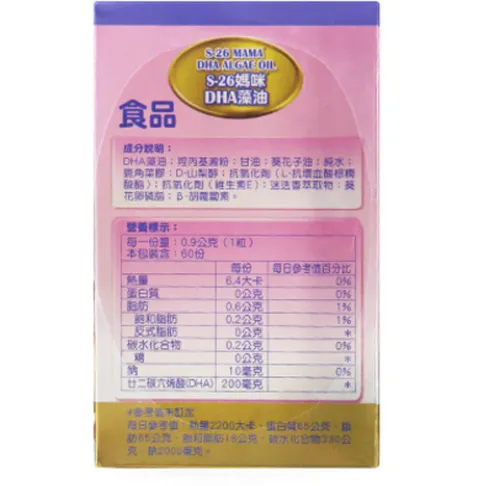 S-26 MAMA
DHA ALGAE OIL
S-26媽咪
DHA藻油
食品
成分說明：
DHA藻油；羥丙基澱粉；甘油；葵花子油；純水；
鹿角菜膠；D-山梨醇；抗氧化劑（L-抗壞血酸棕櫚
酸酯）；抗氧化劑（維生素E）；迷迭香萃取物；葵
花卵磷脂；β-胡蘿蔔素。
營養標示：
每一份量：0.9公克（1粒）
本包裝含：60份
每份 每日參考值百分比
熱量 6.4大卡 0%
蛋白質 0公克 0%
脂肪 0.6公克 1%
飽和脂肪 0.2公克 1%
反式脂肪 0公克 *
碳水化合物 0.2公克 0%
糖 0公克 *
鈉 10毫克 0%
廿二碳六烯酸(DHA) 200毫克 *
*參考值未訂定
每日參考值：熱量2200大卡、蛋白質65公克、脂
肪65公克、飽和脂肪18公克、碳水化合物330公
克、鈉2000毫克。